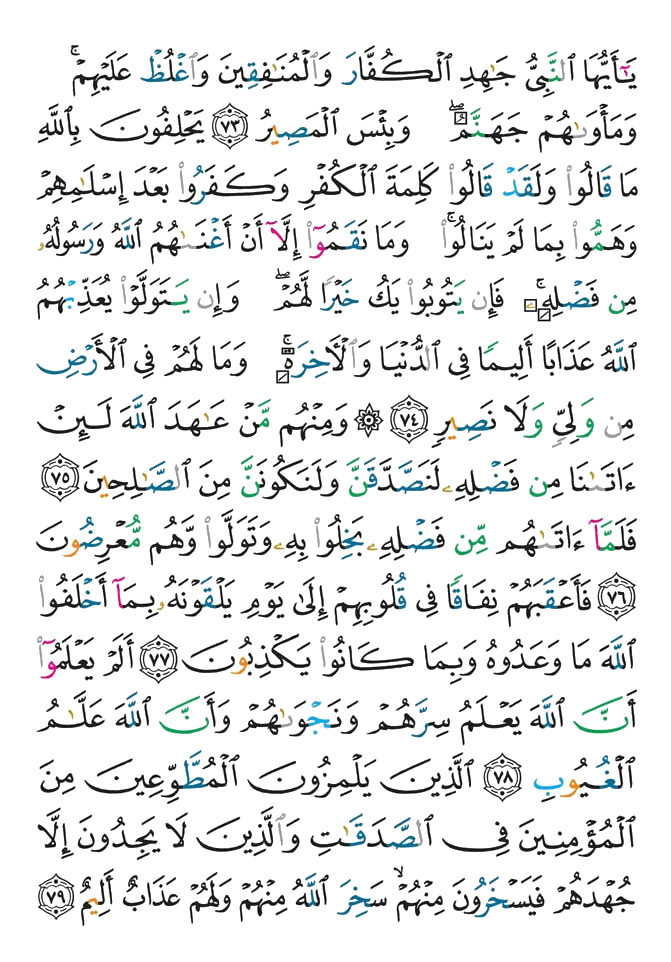 يَٰٓأَيُّهَا ٱلنَّبِيُّ جَٰهِدِ ٱلۡكُفَّارَ وَٱلۡمُنَٰفِقِينَ وَٱغۡلُظۡ عَلَيۡهِمۡۚ
وَمَأۡوَىٰهُمۡ جَهَنَّمُۖ وَبِئۡسَ ٱلۡمَصِيرُ ٧٣ يَحۡلِفُونَ بِٱللَّهِ
مَا قَالُواْ وَلَقَدۡ قَالُواْ كَلِمَةَ ٱلۡكُفۡرِ وَكَفَرُواْ بَعۡدَ إِسۡلَٰمِهِمۡ
وَهَمُّواْ بِمَا لَمۡ يَنَالُواْۚ وَمَا نَقَمُوٓاْ إِلَّآ أَنۡ أَغۡنَىٰهُمُ ٱللَّهُ وَرَسُولُهُۥ
مِن فَضۡلِهِۦۚ فَإِن يَتُوبُواْ يَكُ خَيۡرٗا لَّهُمۡۖ وَإِن يَتَوَلَّوۡاْ يُعَذِّبۡهُمُ
ٱللَّهُ عَذَابًا أَلِيمٗا فِي ٱلدُّنۡيَا وَٱلۡأٓخِرَةِۚ وَمَا لَهُمۡ فِي ٱلۡأَرۡضِ
مِن وَلِيّٖ وَلَا نَصِيرٖ ٧٤ ۞ وَمِنۡهُم مَّنۡ عَٰهَدَ ٱللَّهَ لَئِنۡ
ءَاتَىٰنَا مِن فَضۡلِهِۦ لَنَصَّدَّقَنَّ وَلَنَكُونَنَّ مِنَ ٱلصَّٰلِحِينَ ٧٥
فَلَمَّآ ءَاتَىٰهُم مِّن فَضۡلِهِۦ بَخِلُواْ بِهِۦ وَتَوَلَّواْ وَّهُم مُّعۡرِضُونَ
٧٦ فَأَعۡقَبَهُمۡ نِفَاقٗا فِي قُلُوبِهِمۡ إِلَىٰ يَوۡمِ يَلۡقَوۡنَهُۥ بِمَآ أَخۡلَفُواْ
ٱللَّهَ مَا وَعَدُوهُ وَبِمَا كَانُواْ يَكۡذِبُونَ ٧٧ أَلَمۡ يَعۡلَمُوٓاْ
أَنَّ ٱللَّهَ يَعۡلَمُ سِرَّهُمۡ وَنَجۡوَىٰهُمۡ وَأَنَّ ٱللَّهَ عَلَّٰمُ
ٱلۡغُيُوبِ ٧٨ ٱلَّذِينَ يَلۡمِزُونَ ٱلۡمُطَّوِّعِينَ مِنَ
ٱلۡمُؤۡمِنِينَ فِي ٱلصَّدَقَٰتِ وَٱلَّذِينَ لَا يَجِدُونَ إِلَّا
جُهۡدَهُمۡ فَيَسۡخَرُونَ مِنۡهُمۡۙ سَخِرَ ٱللَّهُ مِنۡهُمۡ وَلَهُمۡ عَذَابٌ أَلِيمٌ ٧٩